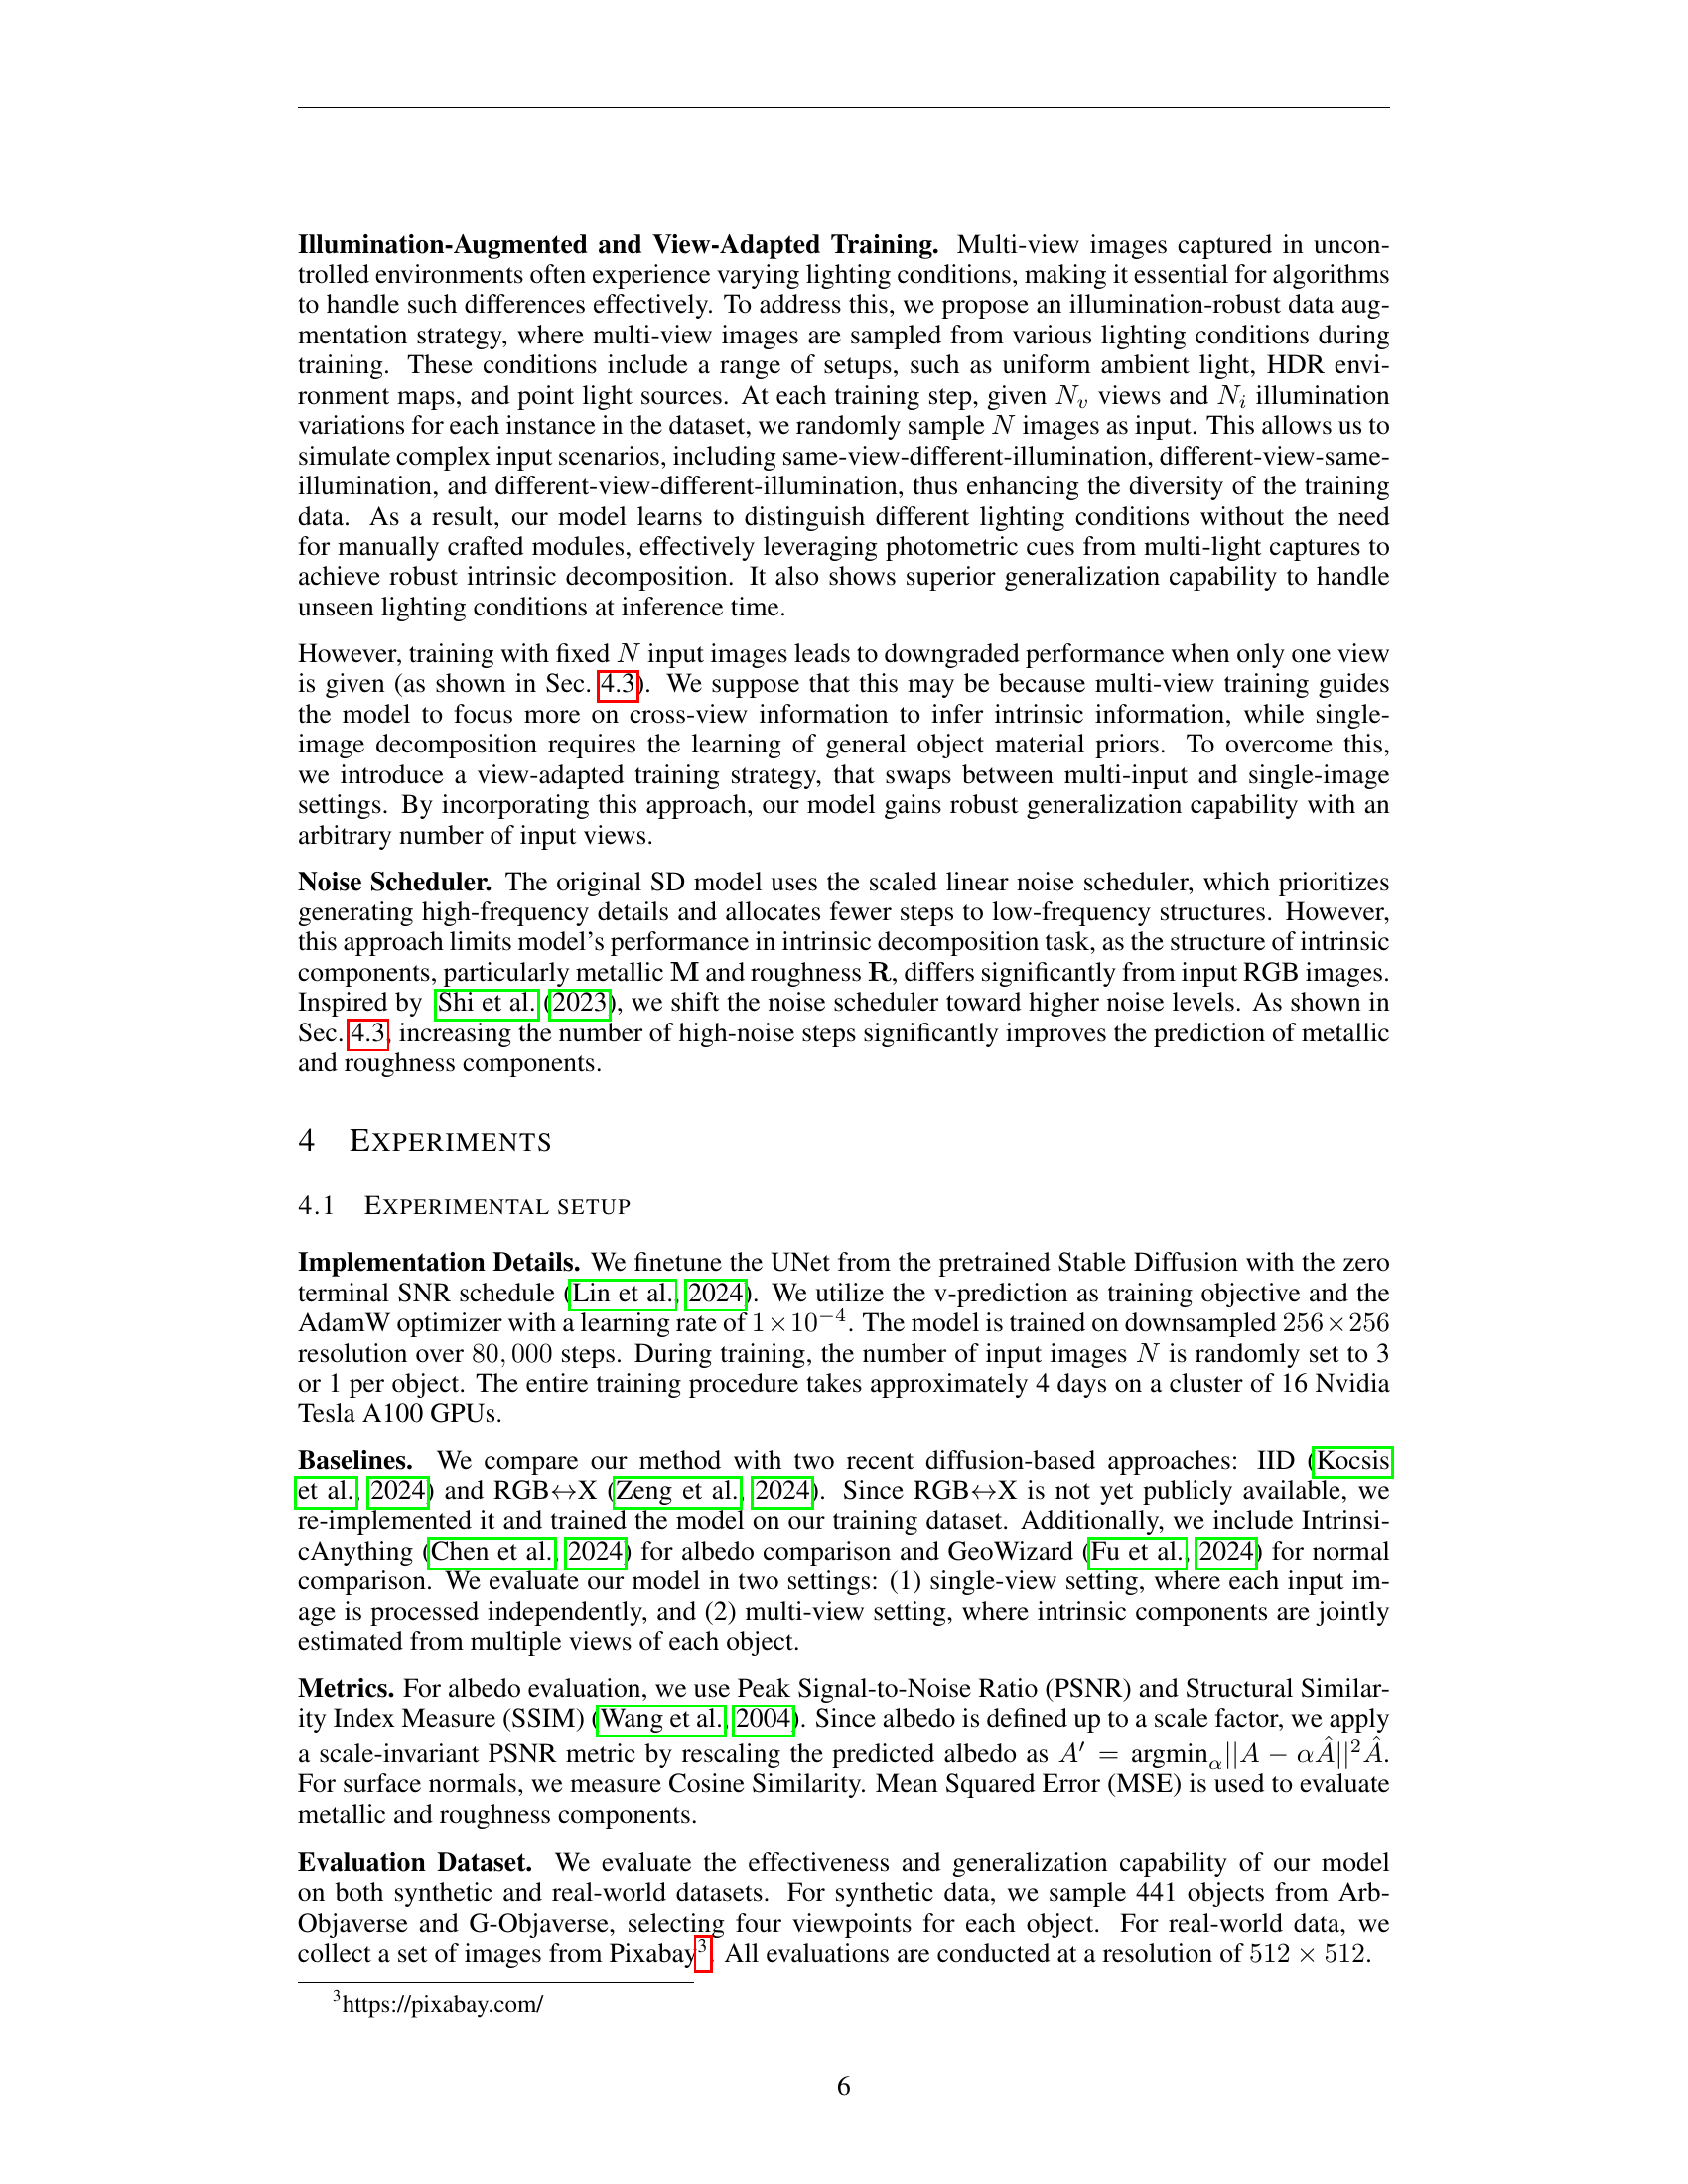 Illumination-Augmented and View-Adapted Training. Multi-view images captured in uncon-
trolled environments often experience varying lighting conditions, making it essential for algorithms
to handle such differences effectively. To address this, we propose an illumination-robust data aug-
mentation strategy, where multi-view images are sampled from various lighting conditions during
training. These conditions include a range of setups, such as uniform ambient light, HDR envi-
ronment maps, and point light sources. At each training step, given Nᵥ views and Nᵢ illumination
variations for each instance in the dataset, we randomly sample N images as input. This allows us to
simulate complex input scenarios, including same-view-different-illumination, different-view-same-
illumination, and different-view-different-illumination, thus enhancing the diversity of the training
data. As a result, our model learns to distinguish different lighting conditions without the need
for manually crafted modules, effectively leveraging photometric cues from multi-light captures to
achieve robust intrinsic decomposition. It also shows superior generalization capability to handle
unseen lighting conditions at inference time.
However, training with fixed N input images leads to downgraded performance when only one view
is given (as shown in Sec. 4.3). We suppose that this may be because multi-view training guides
the model to focus more on cross-view information to infer intrinsic information, while single-
image decomposition requires the learning of general object material priors. To overcome this,
we introduce a view-adapted training strategy, that swaps between multi-input and single-image
settings. By incorporating this approach, our model gains robust generalization capability with an
arbitrary number of input views.
Noise Scheduler. The original SD model uses the scaled linear noise scheduler, which prioritizes
generating high-frequency details and allocates fewer steps to low-frequency structures. However,
this approach limits model's performance in intrinsic decomposition task, as the structure of intrinsic
components, particularly metallic M and roughness R, differs significantly from input RGB images.
Inspired by Shi et al. (2023), we shift the noise scheduler toward higher noise levels. As shown in
Sec. 4.3, increasing the number of high-noise steps significantly improves the prediction of metallic
and roughness components.
4 EXPERIMENTS
4.1 EXPERIMENTAL SETUP
Implementation Details. We finetune the UNet from the pretrained Stable Diffusion with the zero
terminal SNR schedule (Lin et al., 2024). We utilize the v-prediction as training objective and the
AdamW optimizer with a learning rate of 1×10⁻⁴. The model is trained on downsampled 256×256
resolution over 80,000 steps. During training, the number of input images N is randomly set to 3
or 1 per object. The entire training procedure takes approximately 4 days on a cluster of 16 Nvidia
Tesla A100 GPUs.
Baselines. We compare our method with two recent diffusion-based approaches: IID (Kocsis
et al., 2024) and RGB↔X (Zeng et al., 2024). Since RGB↔X is not yet publicly available, we
re-implemented it and trained the model on our training dataset. Additionally, we include Intrinsi-
cAnything (Chen et al., 2024) for albedo comparison and GeoWizard (Fu et al., 2024) for normal
comparison. We evaluate our model in two settings: (1) single-view setting, where each input im-
age is processed independently, and (2) multi-view setting, where intrinsic components are jointly
estimated from multiple views of each object.
Metrics. For albedo evaluation, we use Peak Signal-to-Noise Ratio (PSNR) and Structural Similar-
ity Index Measure (SSIM) (Wang et al., 2004). Since albedo is defined up to a scale factor, we apply
a scale-invariant PSNR metric by rescaling the predicted albedo as A′ = argmin_α||A − αÂ||²Â.
For surface normals, we measure Cosine Similarity. Mean Squared Error (MSE) is used to evaluate
metallic and roughness components.
Evaluation Dataset. We evaluate the effectiveness and generalization capability of our model
on both synthetic and real-world datasets. For synthetic data, we sample 441 objects from Arb-
Objaverse and G-Objaverse, selecting four viewpoints for each object. For real-world data, we
collect a set of images from Pixabay³. All evaluations are conducted at a resolution of 512 × 512.
³https://pixabay.com/
6